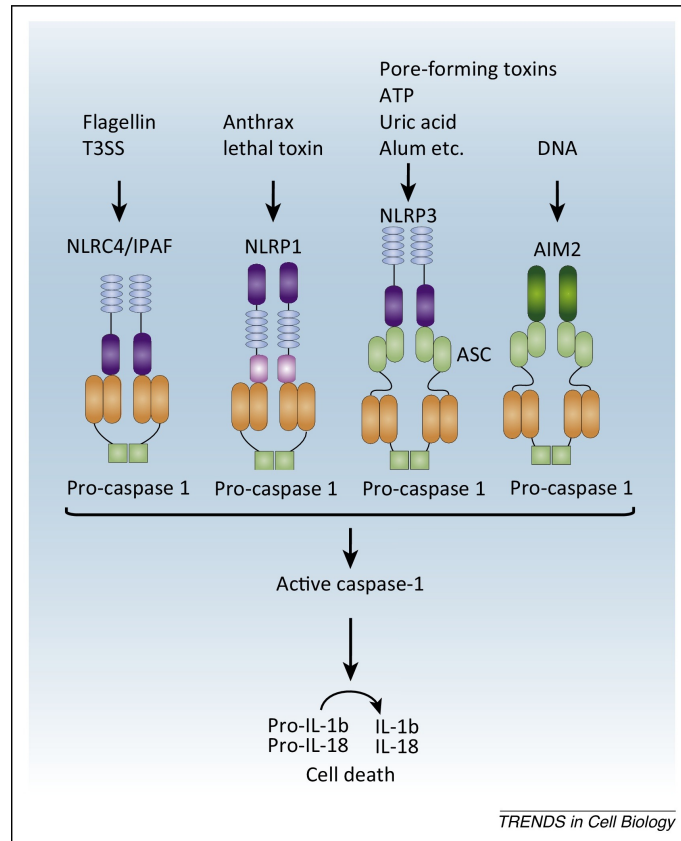 Flagellin
T3SS
Anthrax
lethal toxin
Pore-forming toxins
ATP
Uric acid
Alum etc.
DNA
NLRC4/IPAF
NLRP1
NLRP3
AIM2
ASC
Pro-caspase 1
Pro-caspase 1
Pro-caspase 1
Pro-caspase 1
Active caspase-1
Pro-IL-1b IL-1b
Pro-IL-18 IL-18
Cell death
TRENDS in Cell Biology